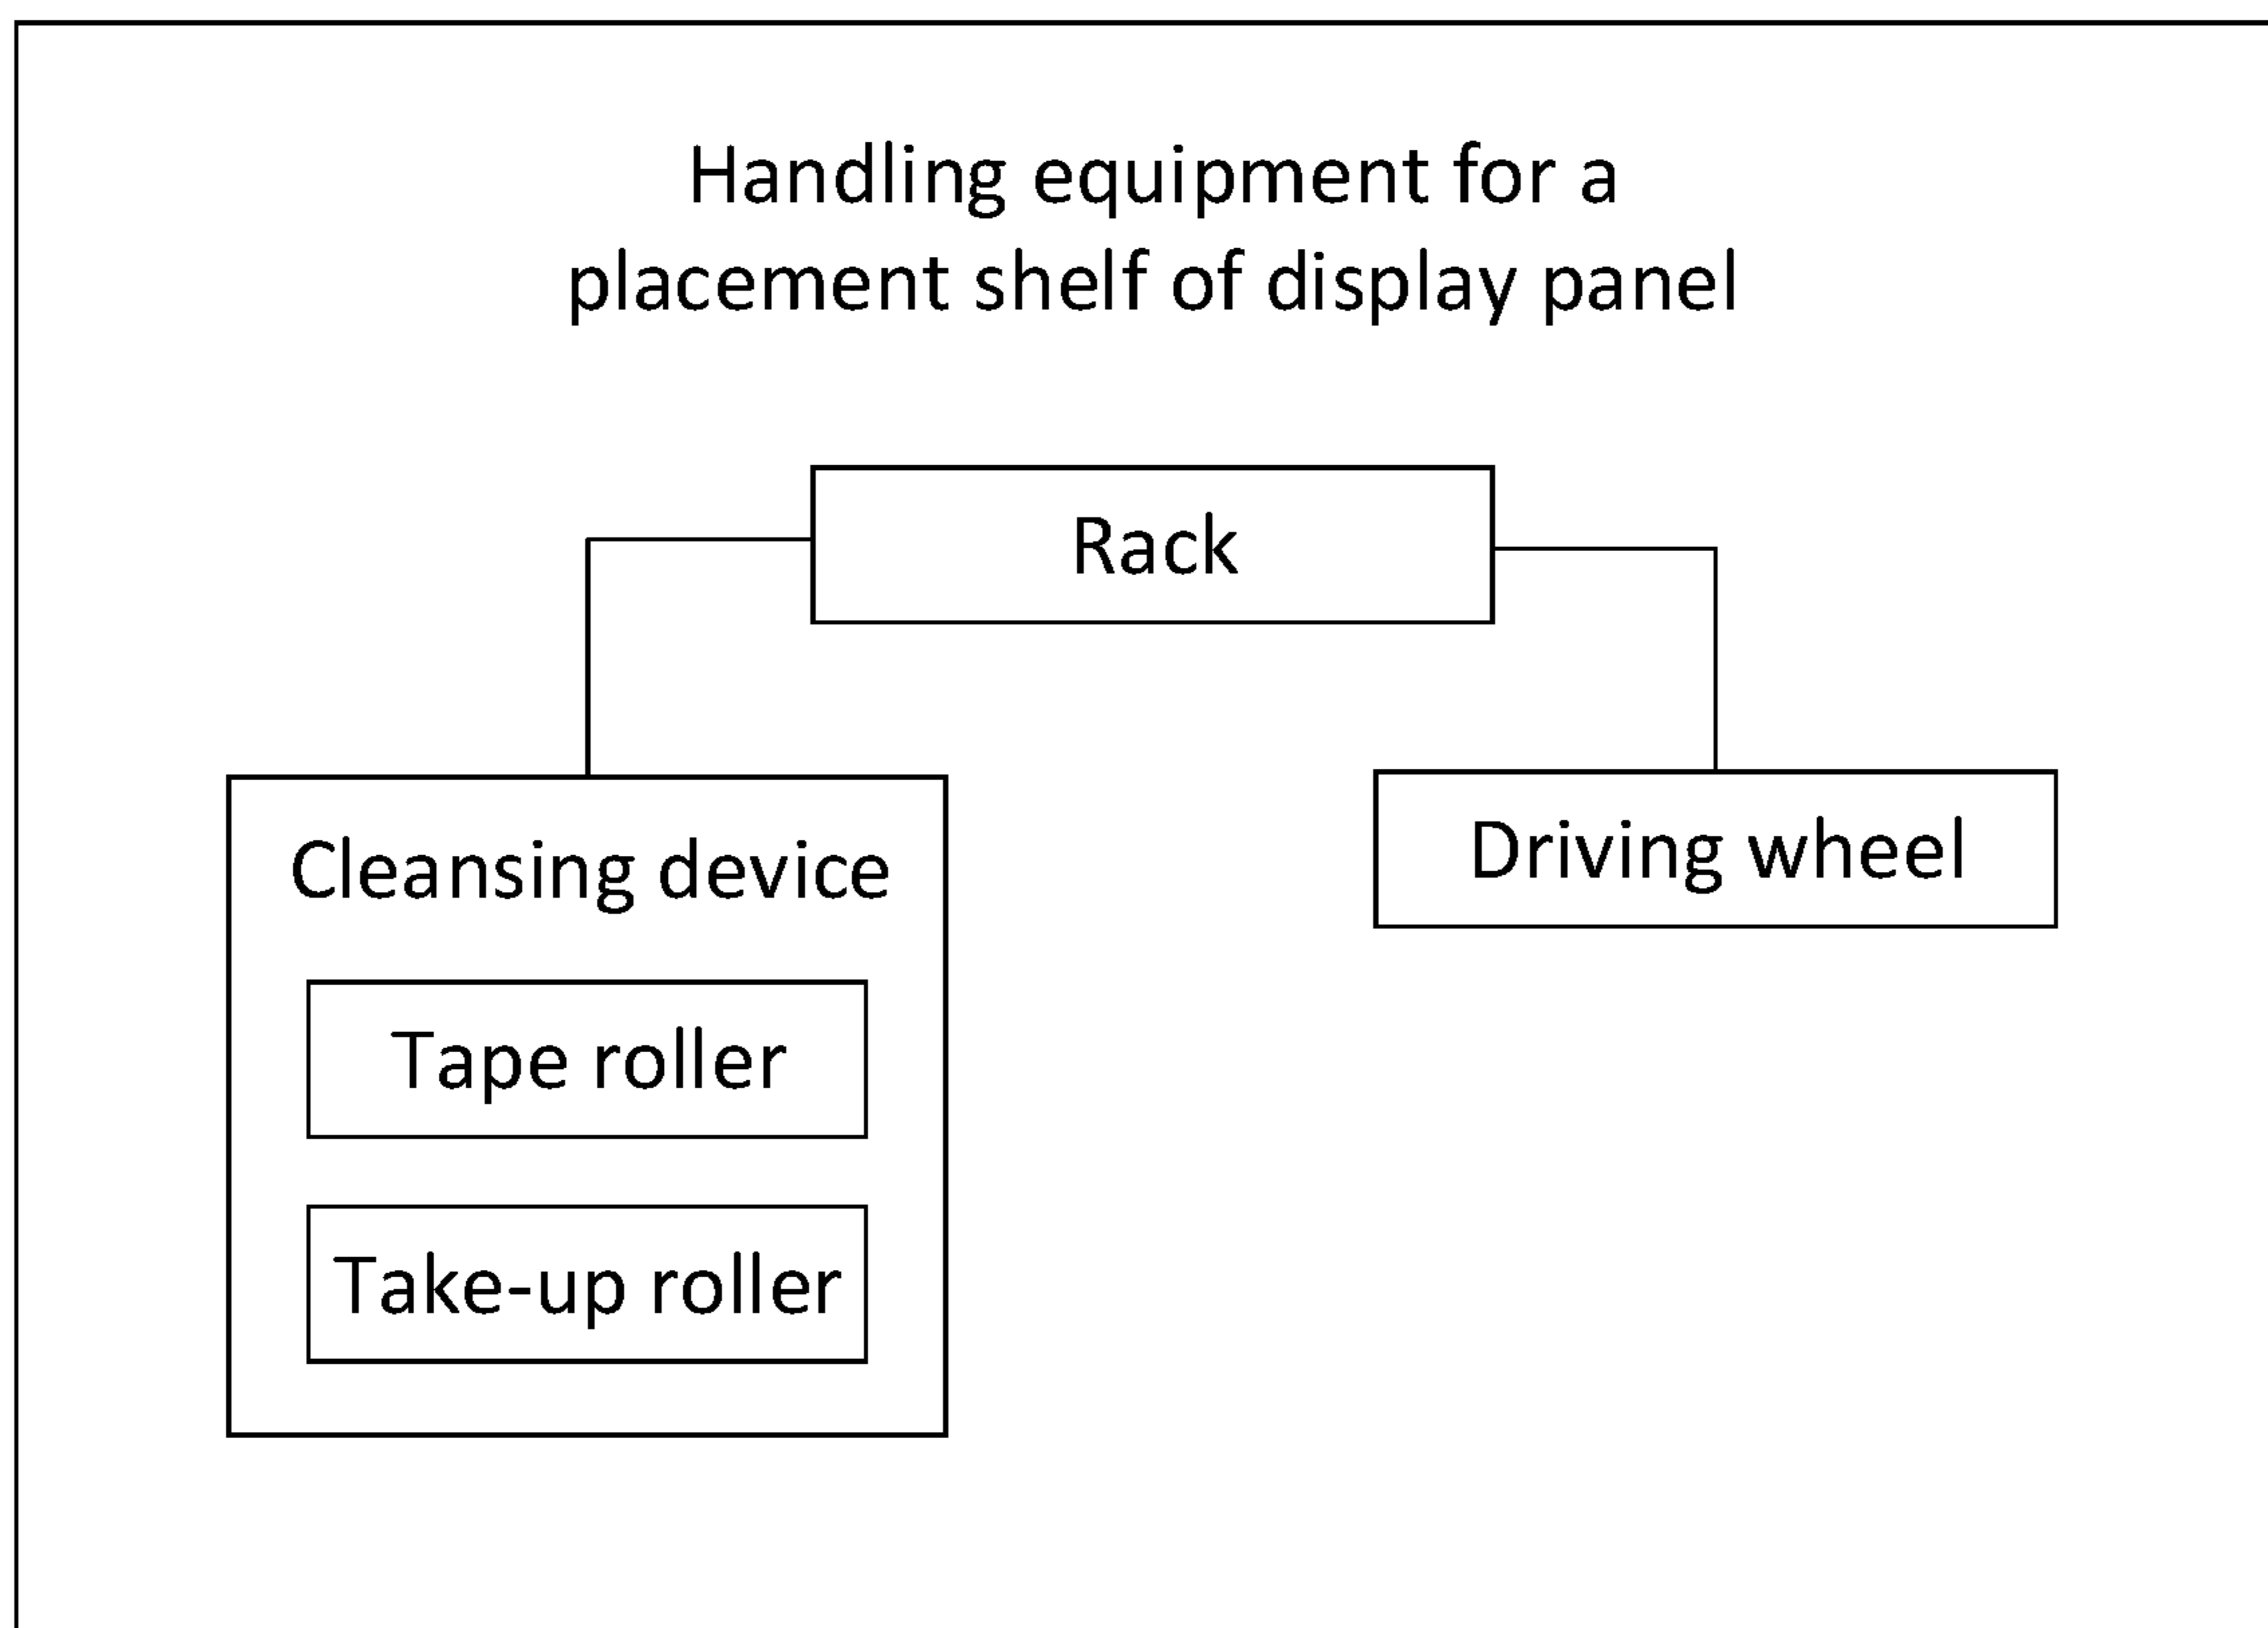 Handling equipment for a
placement shelf of display panel
Rack
Cleansing device
Driving wheel
Tape roller
Take-up roller